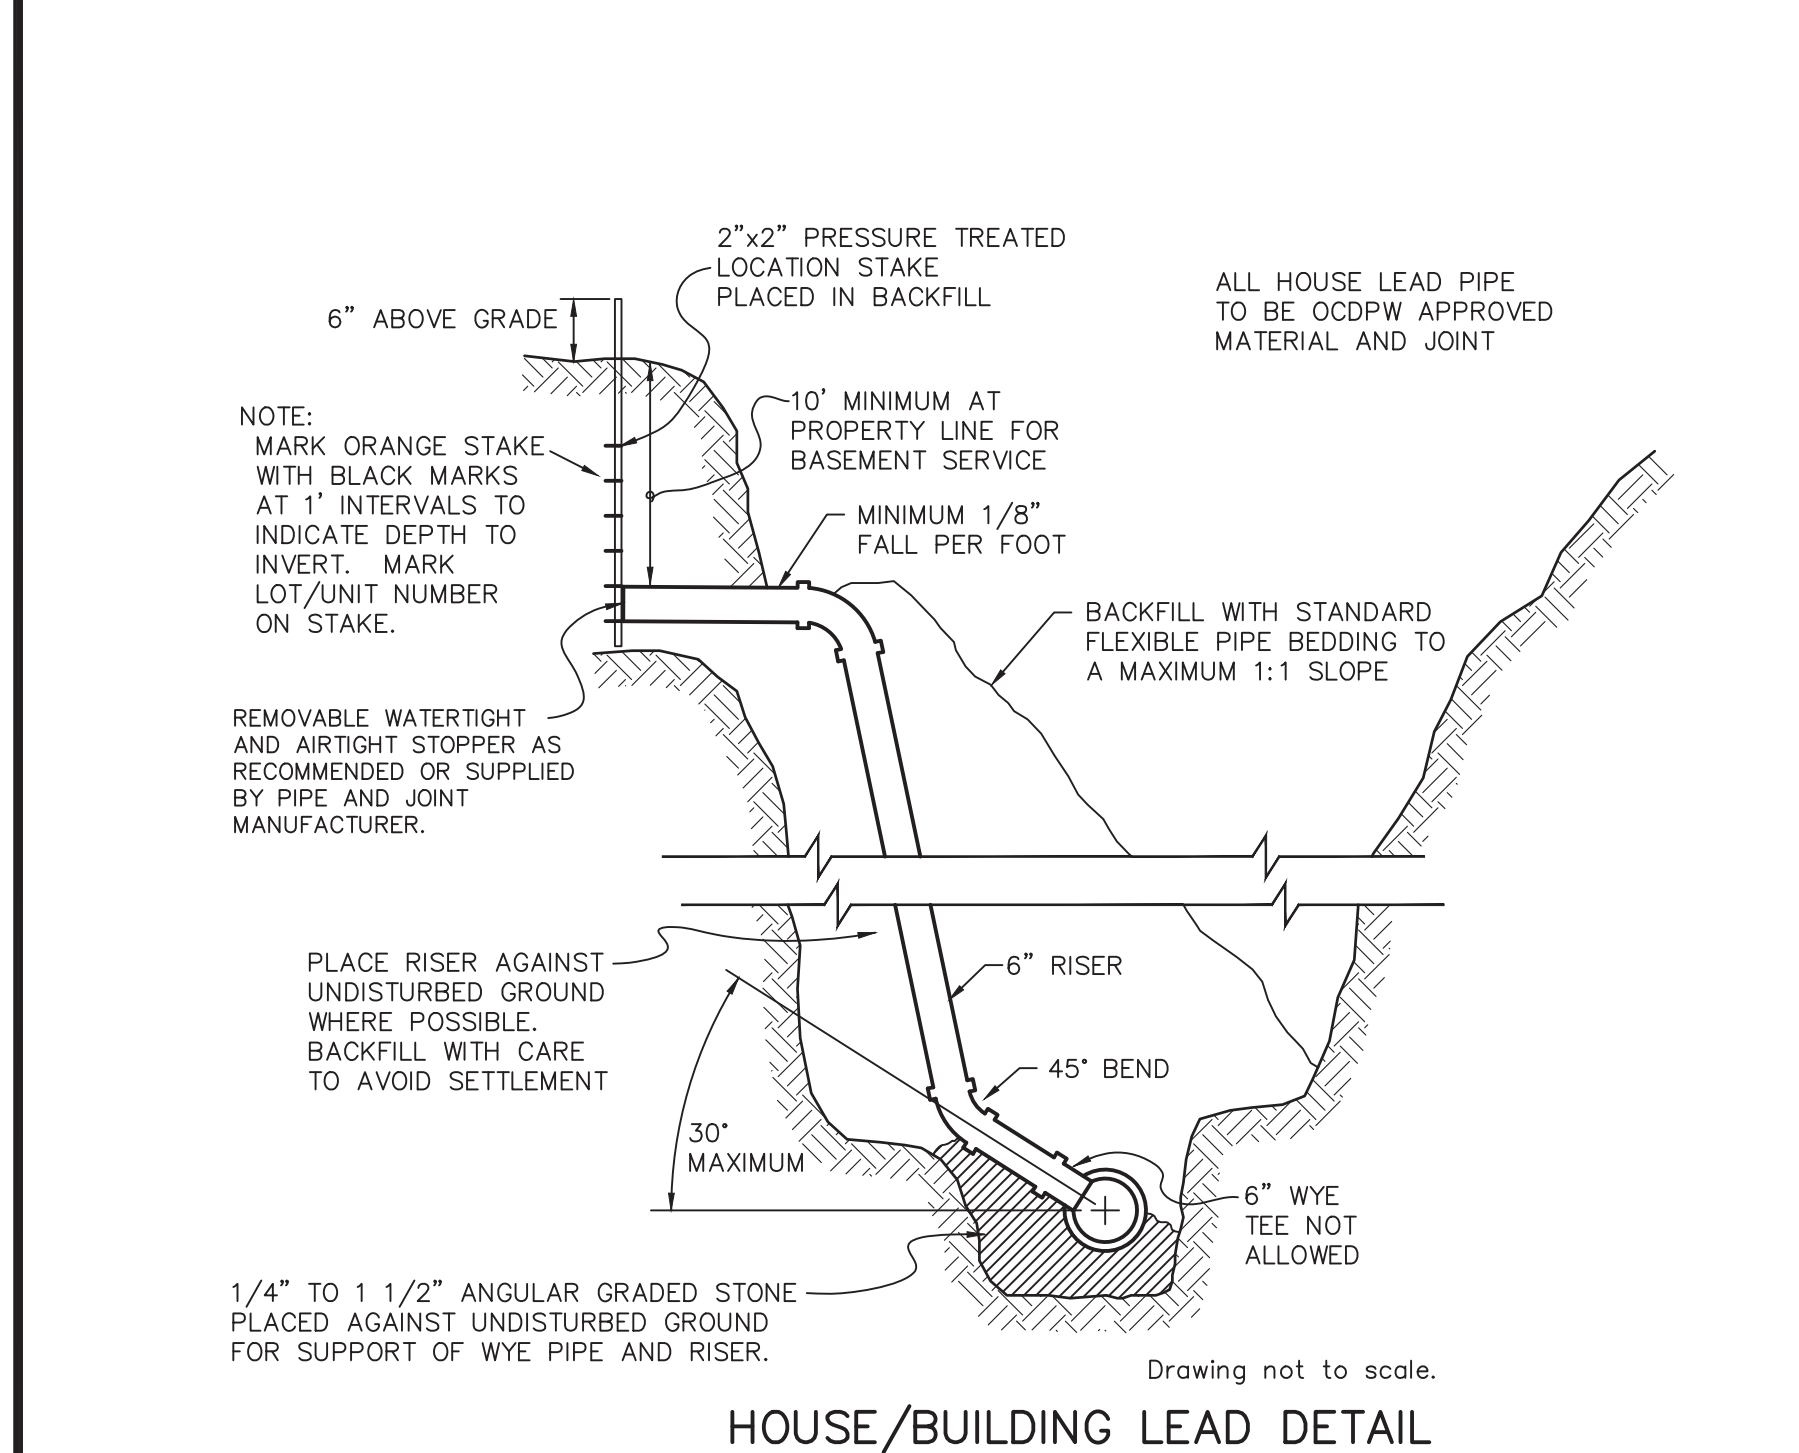 2”x2” PRESSURE TREATED
LOCATION STAKE
PLACED IN BACKFILL
ALL HOUSE LEAD PIPE
TO BE OCDPW APPROVED
MATERIAL AND JOINT
6” ABOVE GRADE
10’ MINIMUM AT
PROPERTY LINE FOR
BASEMENT SERVICE
NOTE:
MARK ORANGE STAKE
WITH BLACK MARKS
AT 1’ INTERVALS TO
INDICATE DEPTH TO
INVERT. MARK
LOT/UNIT NUMBER
ON STAKE.
MINIMUM 1/8”
FALL PER FOOT
BACKFILL WITH STANDARD
FLEXIBLE PIPE BEDDING TO
A MAXIMUM 1:1 SLOPE
REMOVABLE WATERTIGHT
AND AIRTIGHT STOPPER AS
RECOMMENDED OR SUPPLIED
BY PIPE AND JOINT
MANUFACTURER.
PLACE RISER AGAINST
UNDISTURBED GROUND
WHERE POSSIBLE.
BACKFILL WITH CARE
TO AVOID SETTLEMENT
6” RISER
45° BEND
30°
MAXIMUM
6” WYE
TEE NOT
ALLOWED
1/4” TO 1 1/2” ANGULAR GRADED STONE
PLACED AGAINST UNDISTURBED GROUND
FOR SUPPORT OF WYE PIPE AND RISER.
Drawing not to scale.
HOUSE/BUILDING LEAD DETAIL